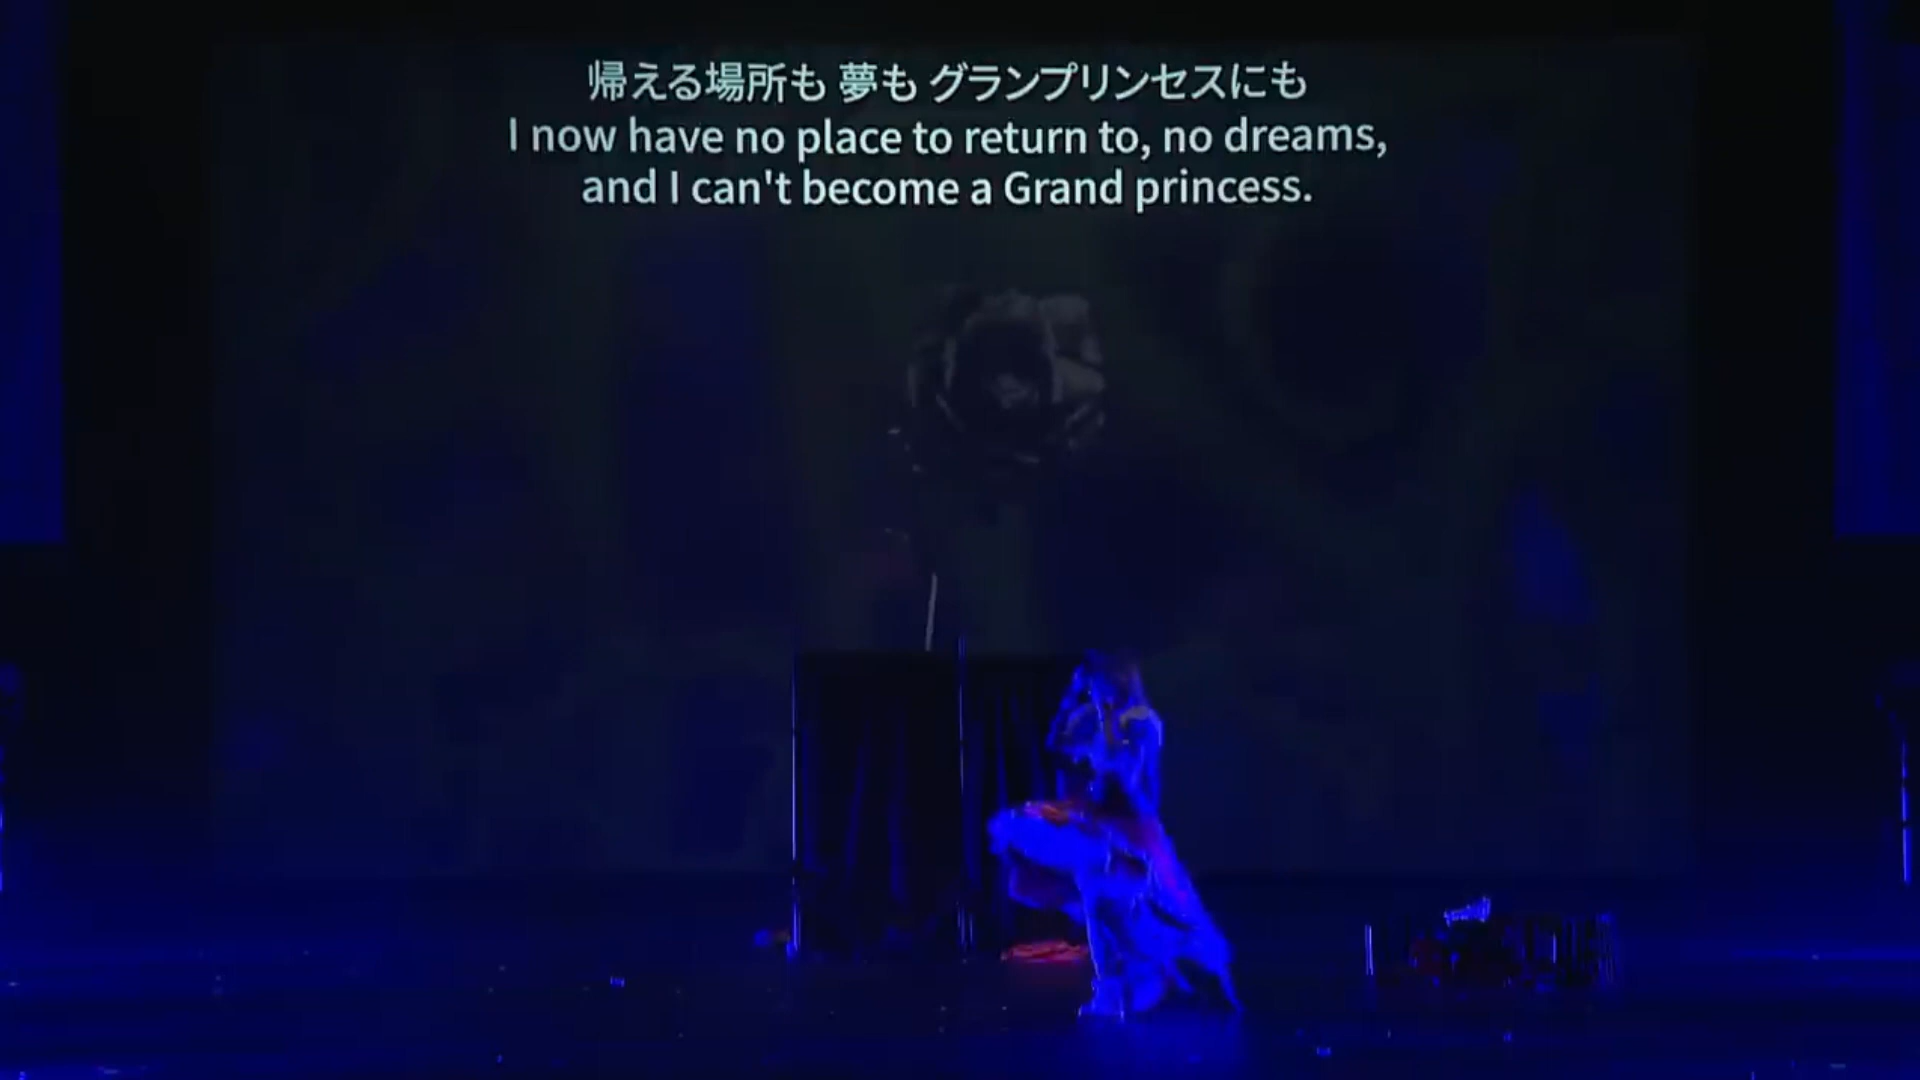 帰える場所も 夢も グランプリンセスにも
I now have no place to return to, no dreams,
and I can't become a Grand princess.